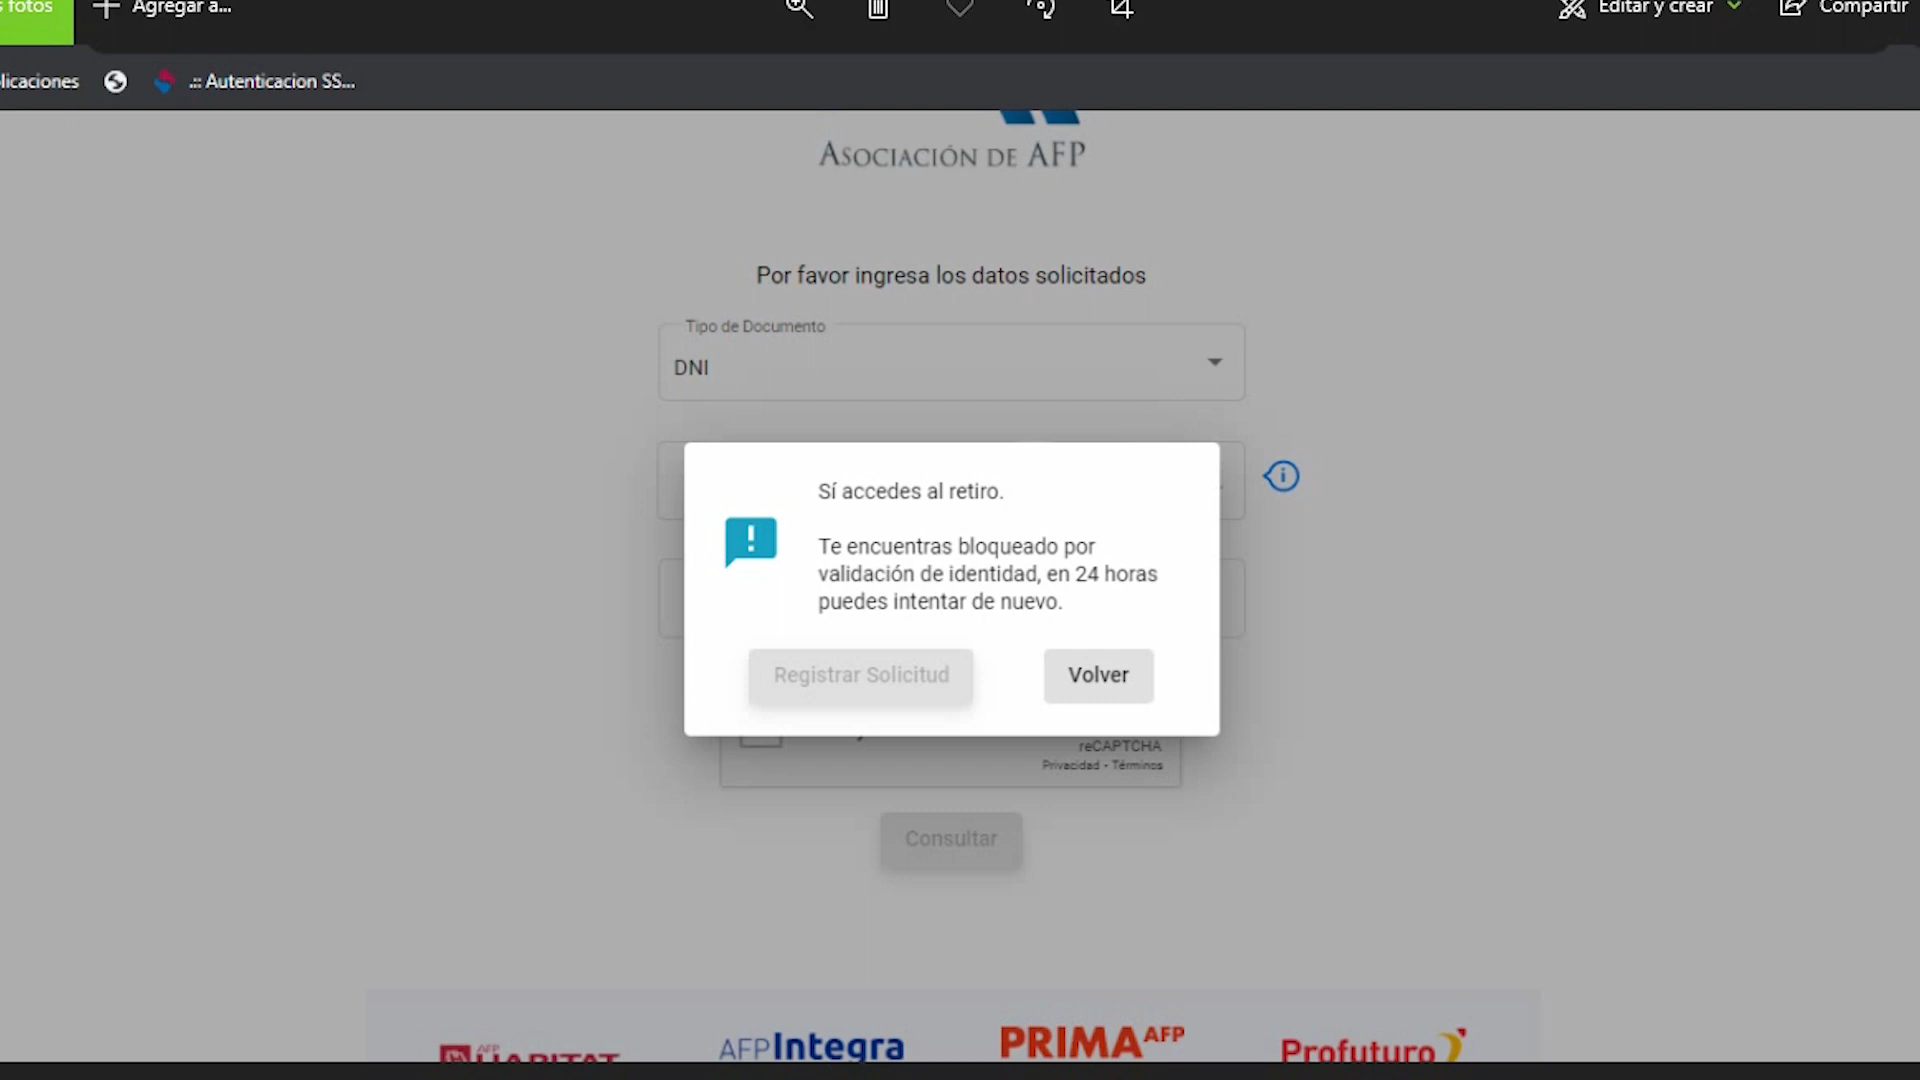 fotos
Agregar a...
Editar y crear
Compartir
licaciones
.:: Autenticacion SS...
ASOCIACIÓN DE AFP
Por favor ingresa los datos solicitados
Tipo de Documento
DNI
Sí accedes al retiro.
Te encuentras bloqueado por
validación de identidad, en 24 horas
puedes intentar de nuevo.
Registrar Solicitud
Volver
reCAPTCHA
Privacidad - Términos
Consultar
AFP HABITAT
AFP Integra
PRIMA AFP
Profuturo